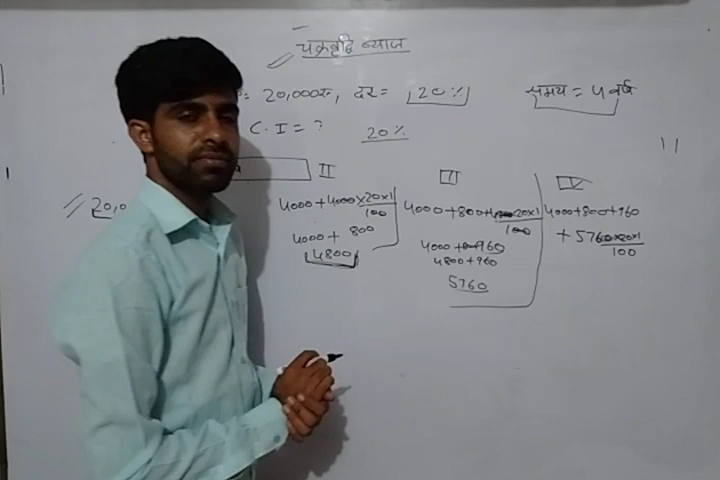 चक्रवृद्धि ब्याज
20,000रु, दर = 20% समय = 4 वर्ष
C.I = ? 20%
20,0
II
4000 + 4000×20×1
100
4000 + 800
4800
III
4000 + 800 + 20×1
100
4000 + 960
4800 + 960
5760
IV
4000 + 800 + 960
+ 5760×20×1
100